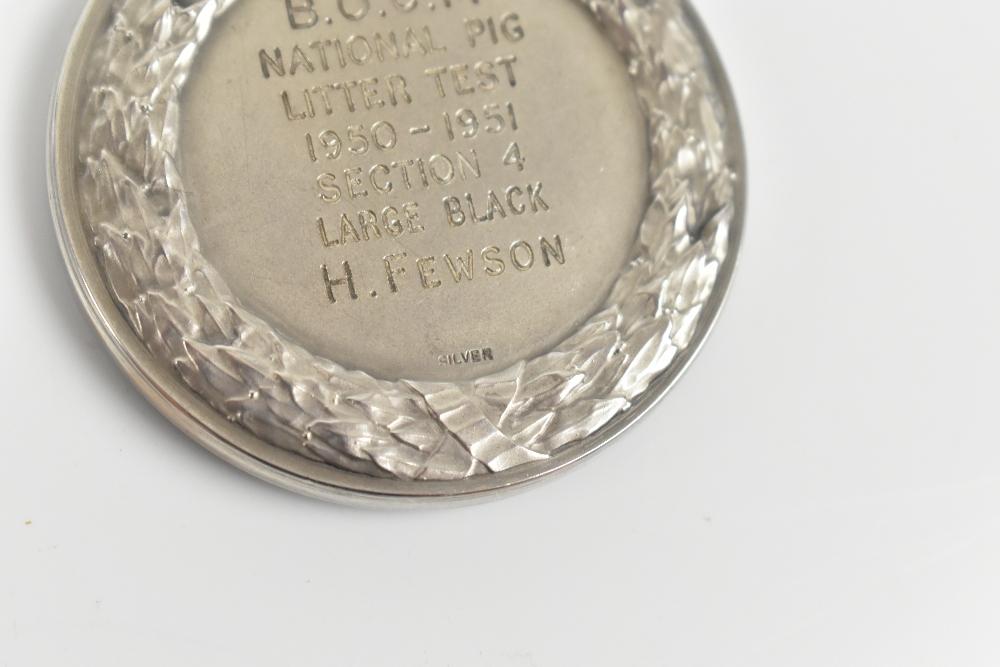 NATIONAL PIG
LITTER TEST
1950-1951
SECTION 4
LARGE BLACK
H. FEWSON
SILVER